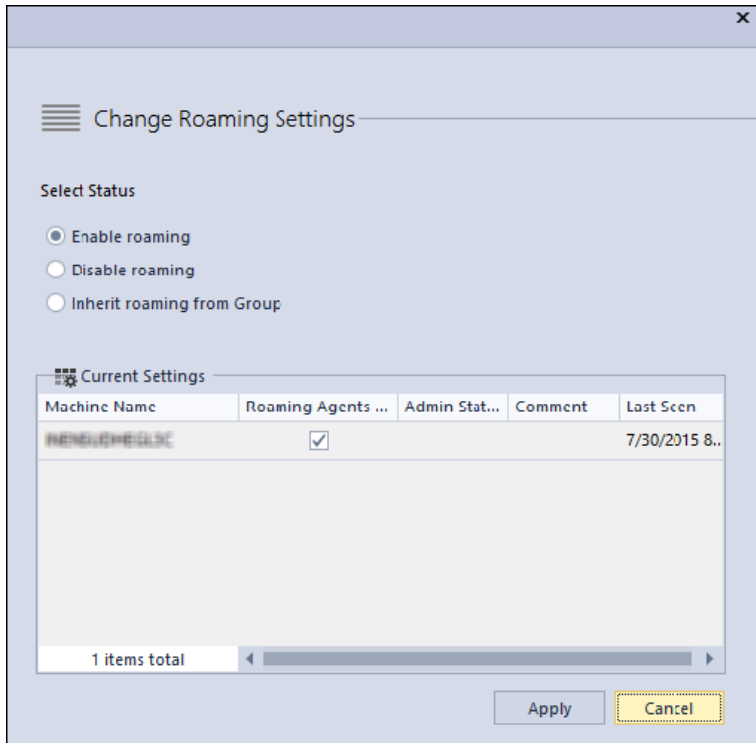 ×
Change Roaming Settings
Select Status
Enable roaming
Disable roaming
Inherit roaming from Group
Current Settings
Machine Name Roaming Agents ... Admin Stat... Comment Last Seen
7/30/2015 8..
1 items total
Apply Cancel